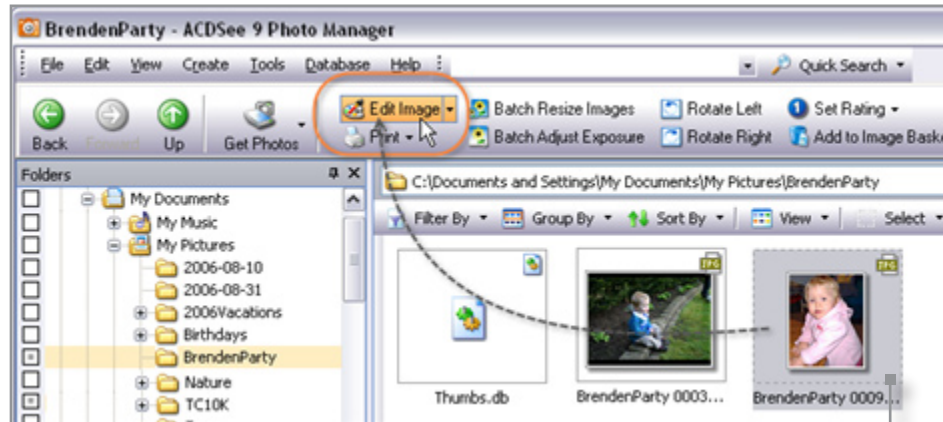 BrendenParty - ACDSee 9 Photo Manager
File Edit View Create Tools Database Help Quick Search
Edit Image Batch Resize Images Rotate Left Set Rating
Back Up Get Photos Print Batch Adjust Exposure Rotate Right Add to Image Baske
Folders
C:\Documents and Settings\My Documents\My Pictures\BrendenParty
My Documents
My Music
Filter By Group By Sort By View Select
My Pictures
2006-08-10
2006-08-31
2006Vacations
Birthdays
BrendenParty
Nature
TC10K
JPG
JPG
Thumbs.db BrendenParty 0003... BrendenParty 0009...